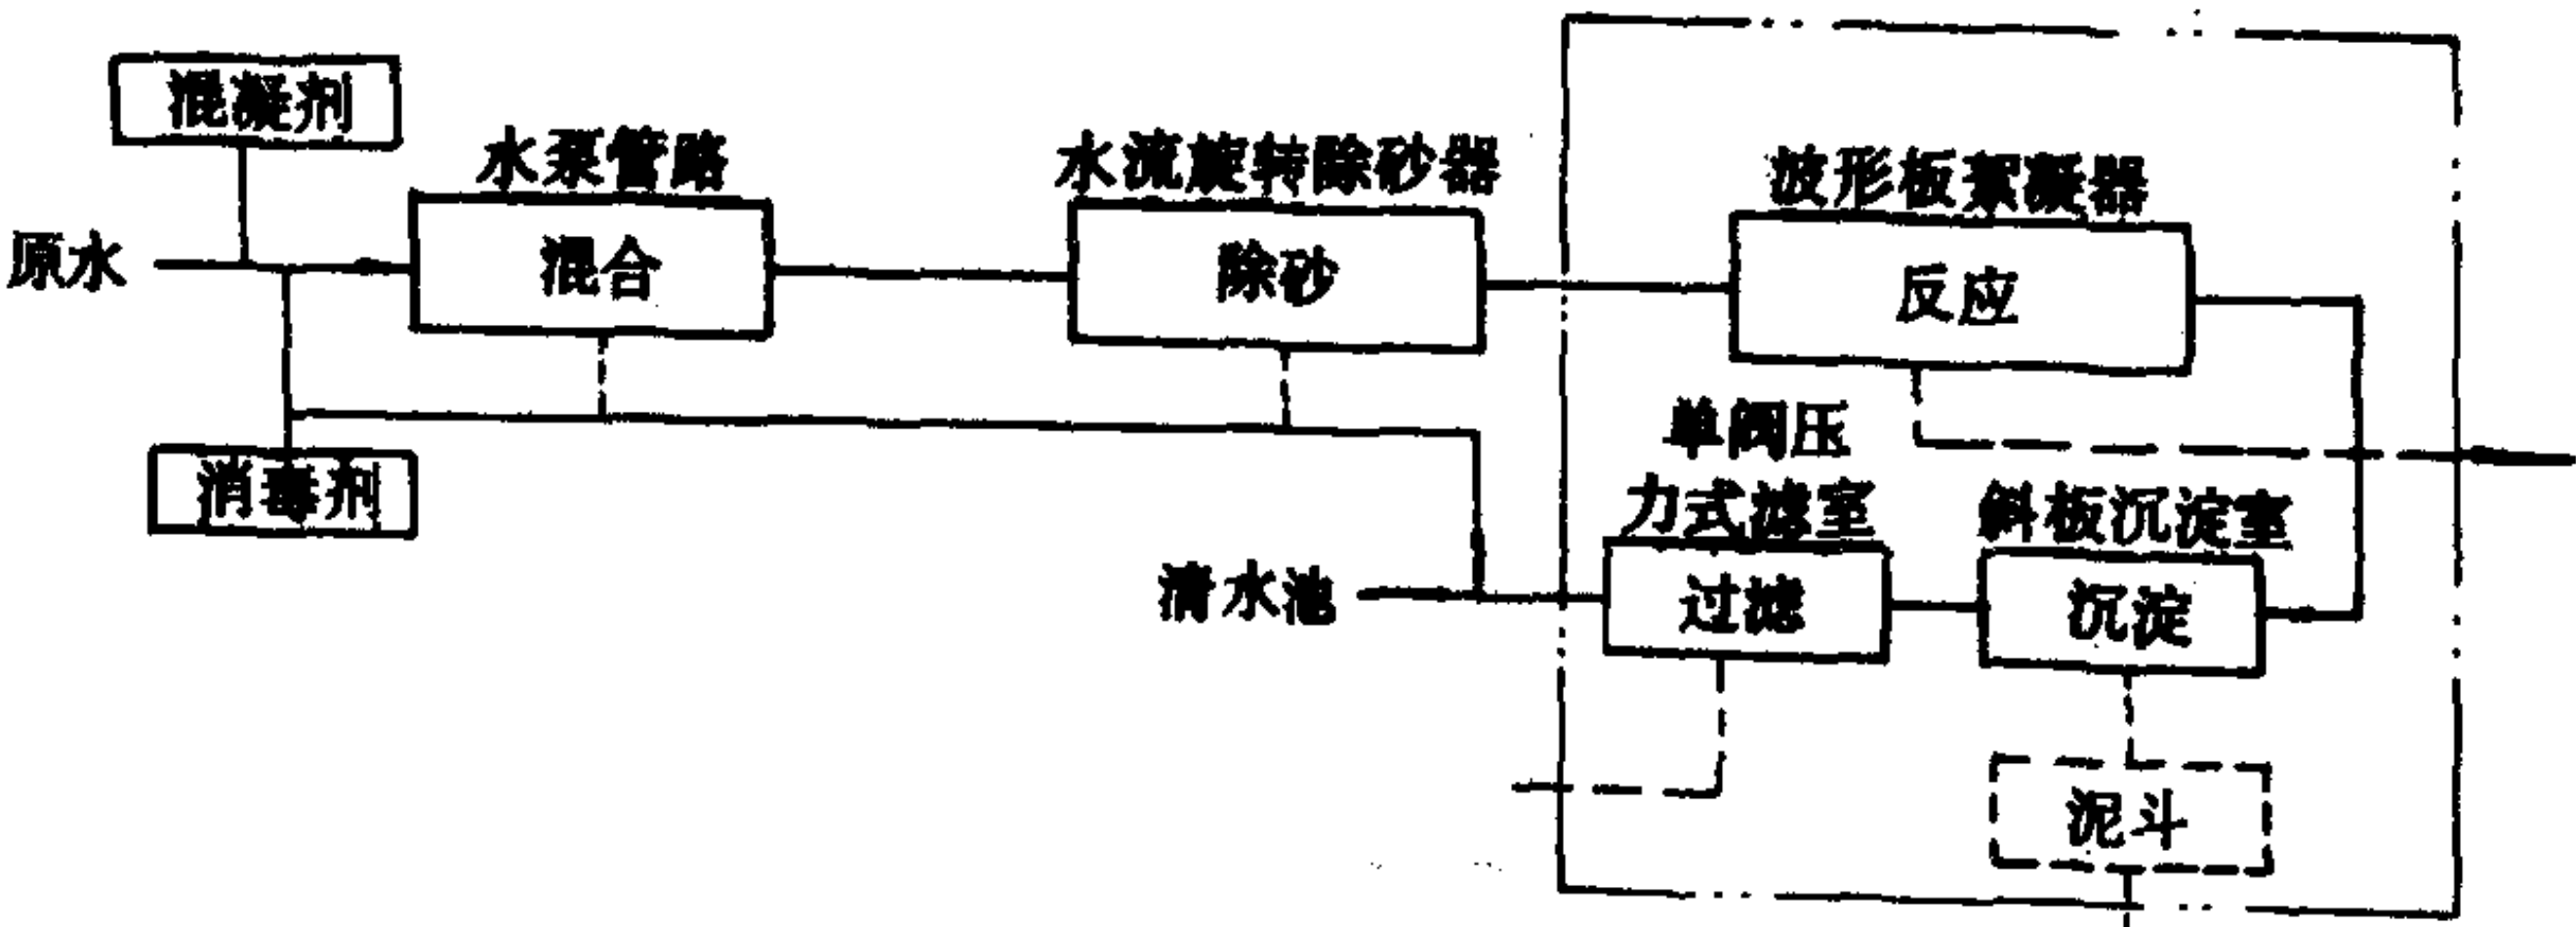 混凝剂
水泵管路
水流旋转除砂器
波形板絮凝器
原水
混合
除砂
反应
单阀压
力式滤室
斜板沉淀室
消毒剂
清水池
过滤
沉淀
泥斗